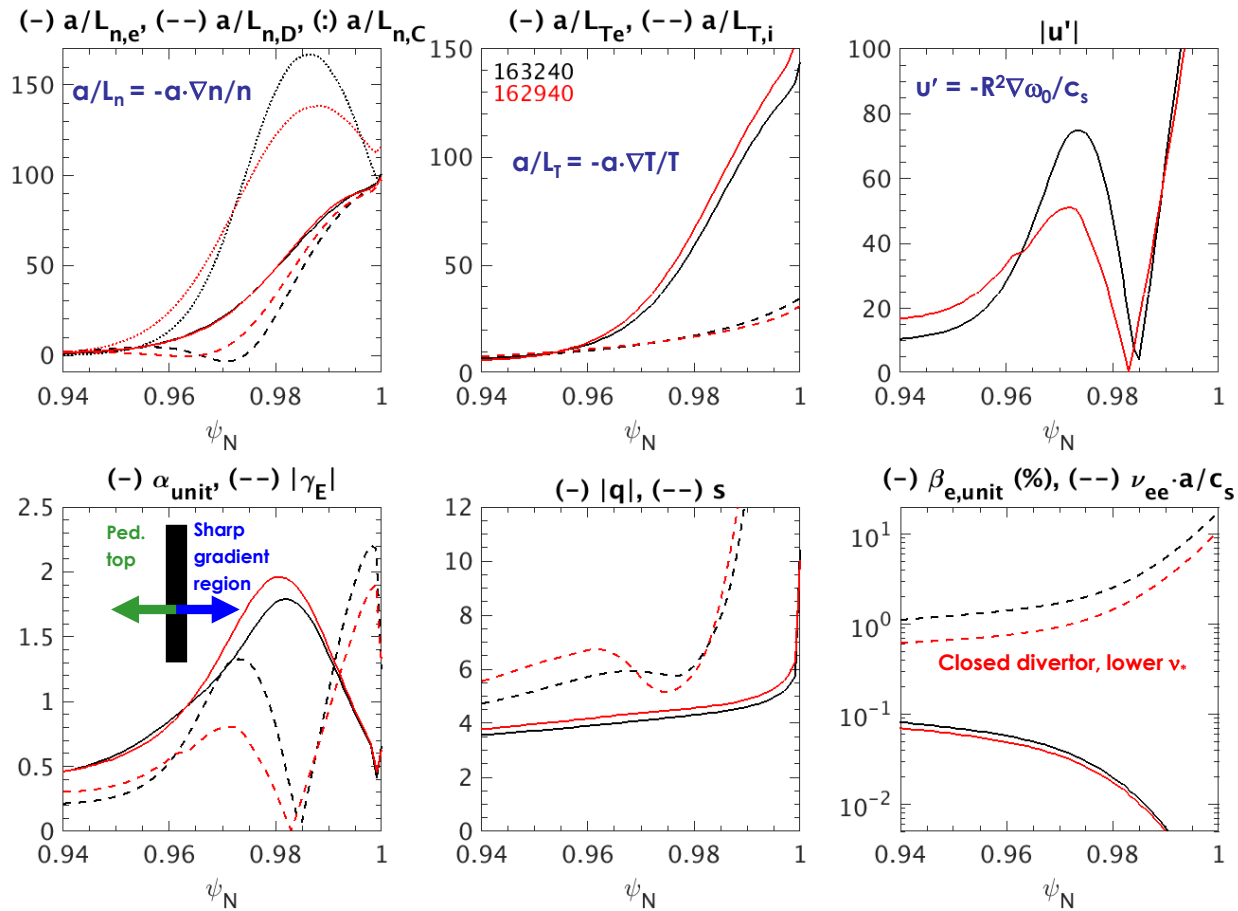 (-) a/L_n,e, (--) a/L_n,D, (:) a/L_n,C
a/L_n = -a·∇n/n
150
100
50
0
0.94
0.96
0.98
1
ψ_N
(-) a/L_Te, (--) a/L_T,i
163240
162940
a/L_T = -a·∇T/T
150
100
50
0
0.94
0.96
0.98
1
ψ_N
|u'|
u' = -R²∇ω₀/c_s
100
80
60
40
20
0
0.94
0.96
0.98
1
ψ_N
(-) α_unit, (--) |γ_E|
Ped.
top
Sharp
gradient
region
2.5
2
1.5
1
0.5
0
0.94
0.96
0.98
1
ψ_N
(-) |q|, (--) s
12
10
8
6
4
2
0
0.94
0.96
0.98
1
ψ_N
(-) β_e,unit (%), (--) ν_ee·a/c_s
10¹
10⁰
Closed divertor, lower ν_*
10⁻¹
10⁻²
0.94
0.96
0.98
1
ψ_N